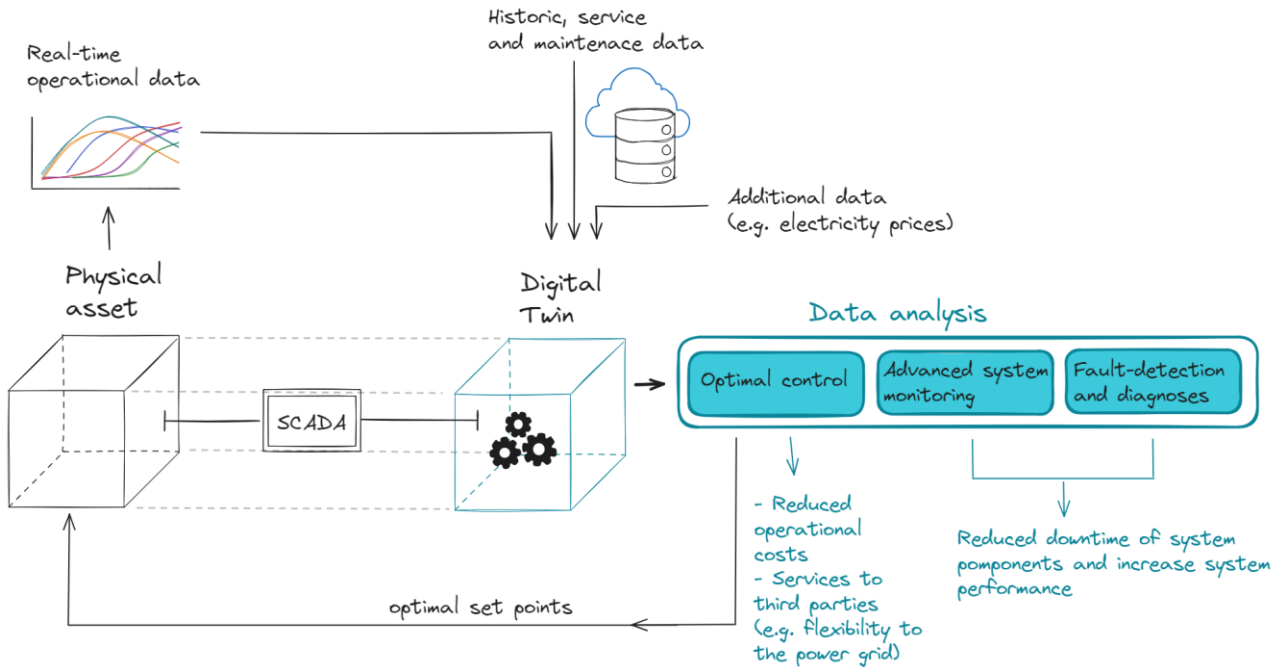 Historic, service
and maintenace data
Real-time
operational data
Additional data
(e.g. electricity prices)
Physical
asset
Digital
Twin
Data analysis
Optimal control
Advanced system
monitoring
Fault-detection
and diagnoses
SCADA
- Reduced
operational
costs
- Services to
third parties
(e.g. flexibility to
the power grid)
Reduced downtime of system
pomponents and increase system
performance
optimal set points